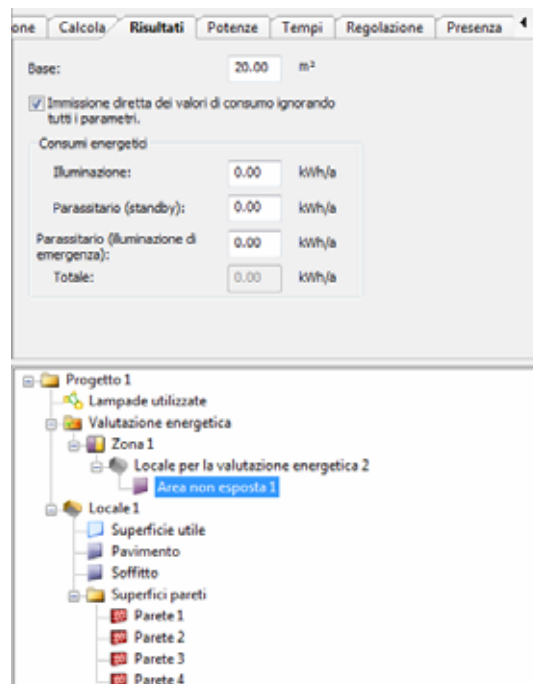 one Calcola Risultati Potenze Tempi Regolazione Presenza
Base: 20.00 m²
Immissione diretta dei valori di consumo ignorando
tutti i parametri.
Consumi energetici
Illuminazione: 0.00 kWh/a
Parassitario (standby): 0.00 kWh/a
Parassitario (illuminazione di
emergenza): 0.00 kWh/a
Totale: 0.00 kWh/a
Progetto 1
Lampade utilizzate
Valutazione energetica
Zona 1
Locale per la valutazione energetica 2
Area non esposta 1
Locale 1
Superficie utile
Pavimento
Soffitto
Superfici pareti
Parete 1
Parete 2
Parete 3
Parete 4